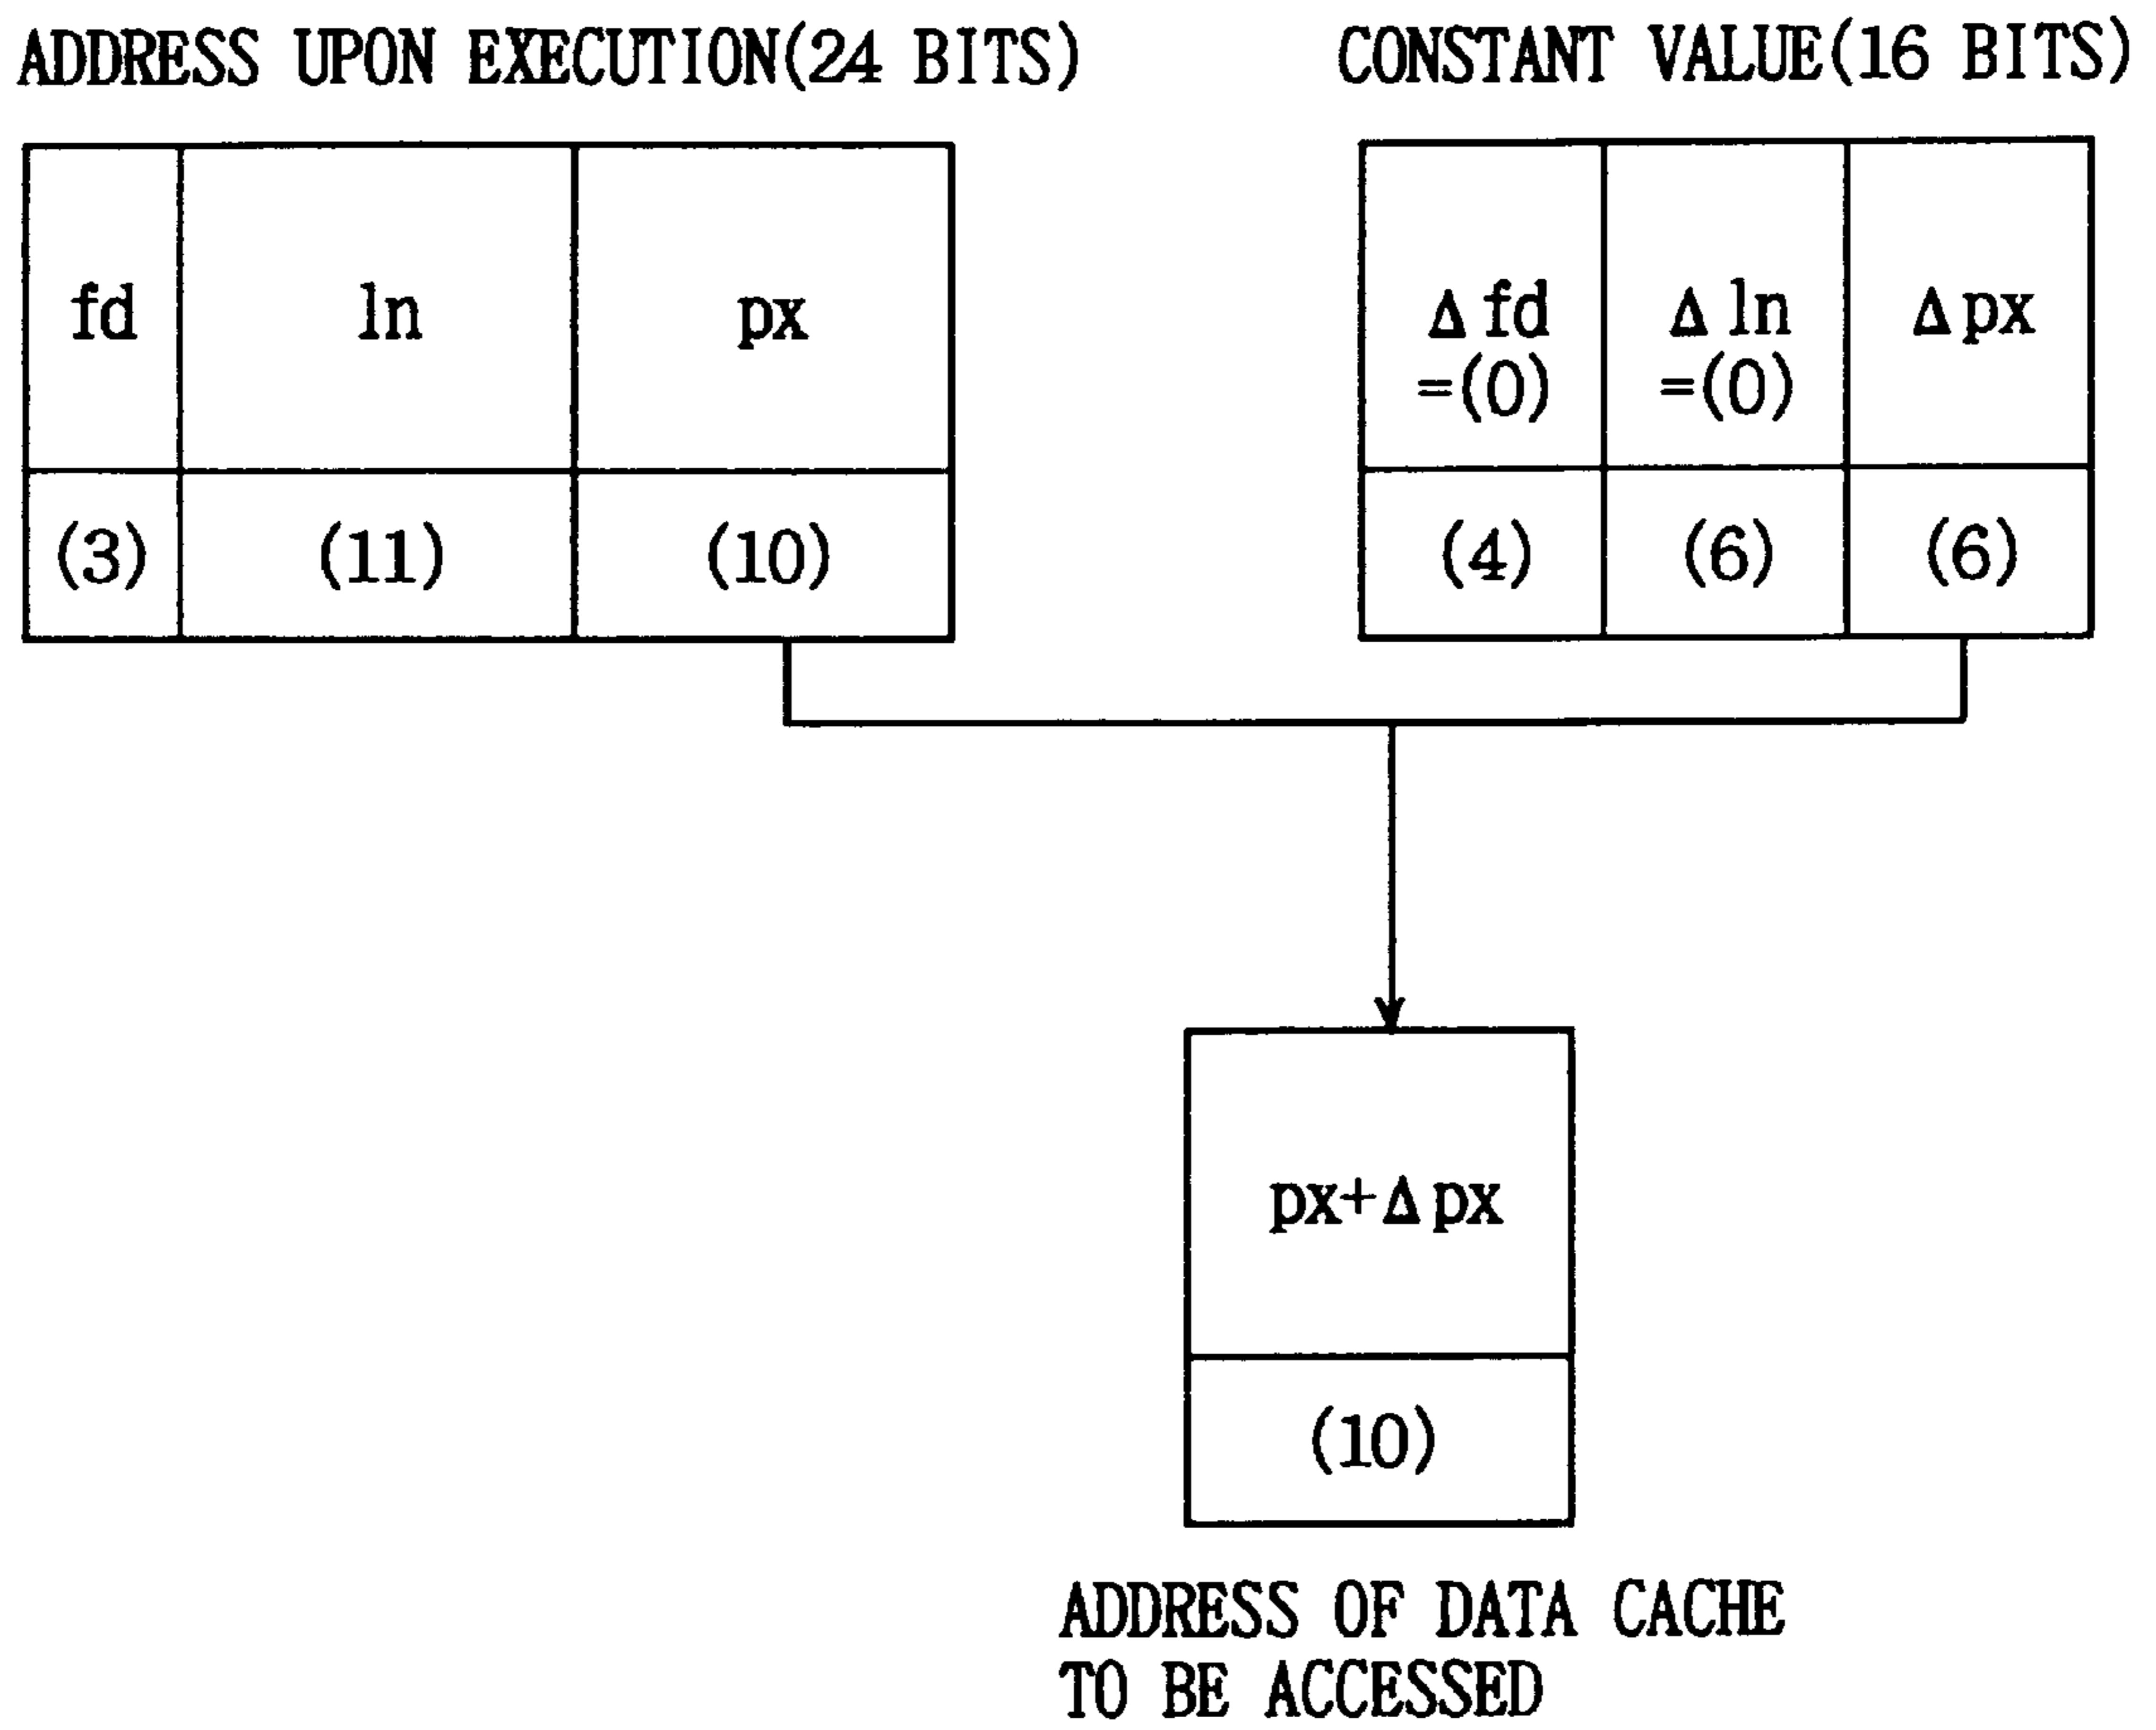 ADDRESS UPON EXECUTION(24 BITS)
CONSTANT VALUE(16 BITS)
fd
ln
px
(3)
(11)
(10)
Δfd
=(0)
Δln
=(0)
Δpx
(4)
(6)
(6)
px+Δpx
(10)
ADDRESS OF DATA CACHE
TO BE ACCESSED